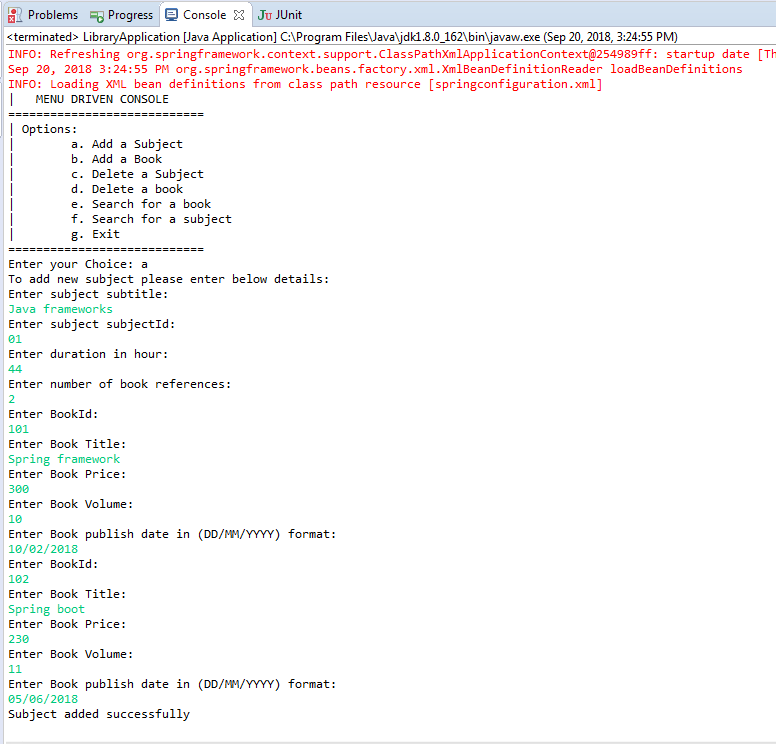 Problems Progress Console JUnit
<terminated> LibraryApplication [Java Application] C:\Program Files\Java\jdk1.8.0_162\bin\javaw.exe (Sep 20, 2018, 3:24:55 PM)
INFO: Refreshing org.springframework.context.support.ClassPathXmlApplicationContext@254989ff: startup date [Th
Sep 20, 2018 3:24:55 PM org.springframework.beans.factory.xml.XmlBeanDefinitionReader loadBeanDefinitions
INFO: Loading XML bean definitions from class path resource [springconfiguration.xml]
|   MENU DRIVEN CONSOLE
============================
| Options:
|        a. Add a Subject
|        b. Add a Book
|        c. Delete a Subject
|        d. Delete a book
|        e. Search for a book
|        f. Search for a subject
|        g. Exit
============================
Enter your Choice: a
To add new subject please enter below details:
Enter subject subtitle:
Java frameworks
Enter subject subjectId:
01
Enter duration in hour:
44
Enter number of book references:
2
Enter BookId:
101
Enter Book Title:
Spring framework
Enter Book Price:
300
Enter Book Volume:
10
Enter Book publish date in (DD/MM/YYYY) format:
10/02/2018
Enter BookId:
102
Enter Book Title:
Spring boot
Enter Book Price:
230
Enter Book Volume:
11
Enter Book publish date in (DD/MM/YYYY) format:
05/06/2018
Subject added successfully